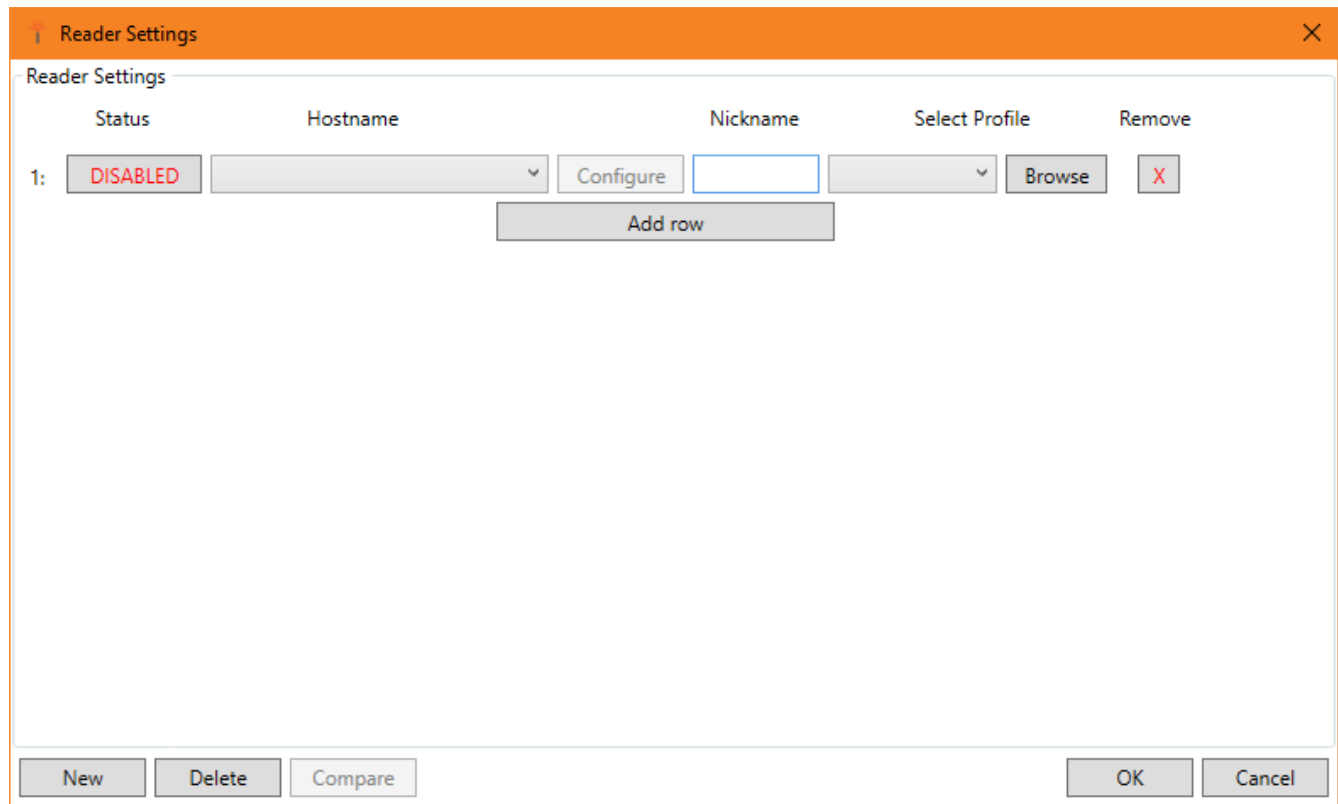 Reader Settings
Reader Settings
Status Hostname Nickname Select Profile Remove
1: DISABLED Configure Browse X
Add row
New Delete Compare OK Cancel